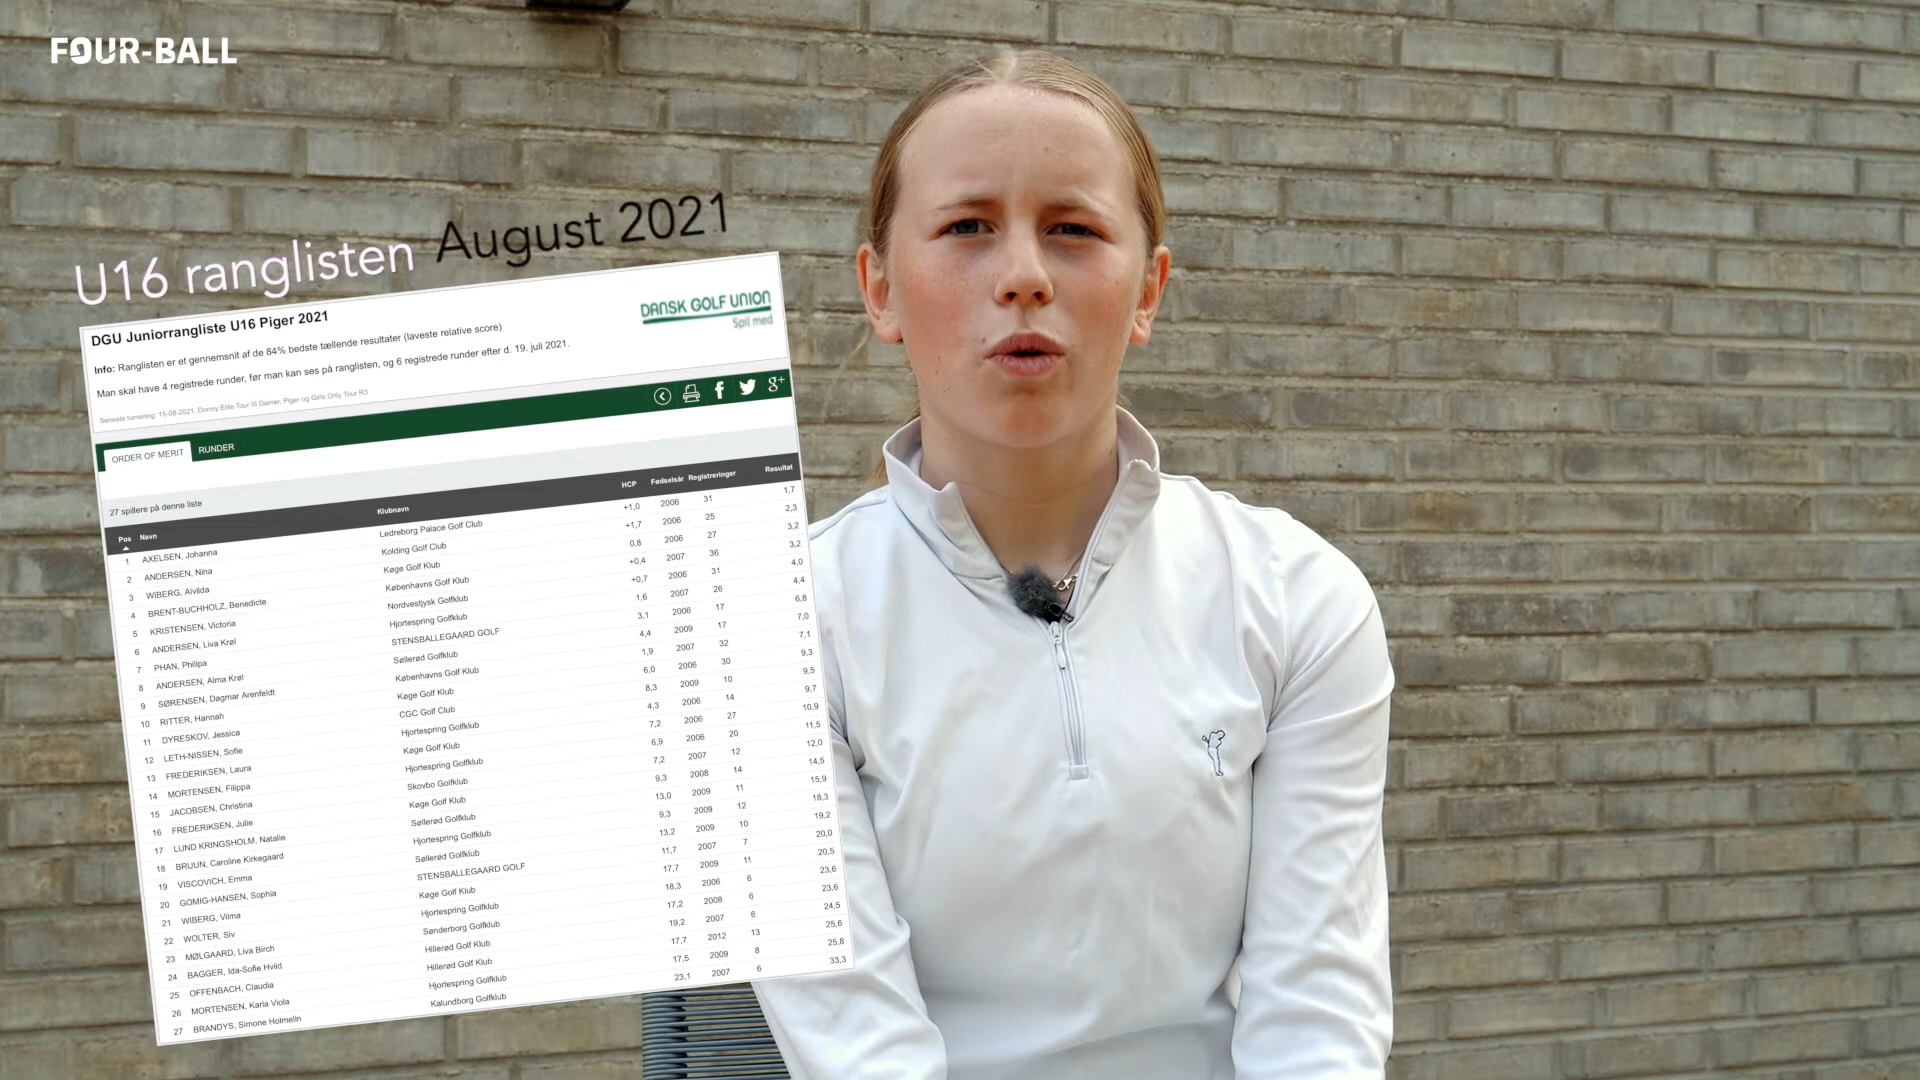 FOUR-BALL
U16 ranglisten August 2021
DGU Juniorrangliste U16 Piger 2021
DANSK GOLF UNION
Spil med
Info: Ranglisten er et gennemsnit af de 84% bedste tællende resultater (laveste relative score)
Man skal have 4 registrede runder, før man kan ses på ranglisten, og 6 registrede runder efter d. 19. juli 2021.
Seneste turnering: 15-08-2021, Dormy Elite Tour III Damer, Piger og Girls Only Tour R3
f g+
ORDER OF MERIT RUNDER
27 spillere på denne liste
Pos Navn Klubnavn HCP Fødselsår Registreringer Resultat
1 AXELSEN, Johanna Ledreborg Palace Golf Club +1,0 2006 31 1,7
2 ANDERSEN, Nina Kolding Golf Club +1,7 2006 25 2,3
3 WIBERG, Alvilda Køge Golf Klub 0,8 2006 27 3,2
4 BRENT-BUCHHOLZ, Benedicte Københavns Golf Klub +0,4 2007 36 3,2
5 KRISTENSEN, Victoria Nordvestjysk Golfklub +0,7 2006 31 4,0
6 ANDERSEN, Liva Krøl Hjortespring Golfklub 1,6 2007 26 4,4
7 PHAN, Philipa STENSBALLEGAARD GOLF 3,1 2006 17 6,8
8 ANDERSEN, Alma Krøl Søllerød Golfklub 4,4 2009 17 7,0
9 SØRENSEN, Dagmar Arenfeldt Københavns Golf Klub 1,9 2007 32 7,1
10 RITTER, Hannah Køge Golf Klub 6,0 2006 30 9,3
11 DYRESKOV, Jessica CGC Golf Club 8,3 2009 10 9,5
12 LETH-NISSEN, Sofie Hjortespring Golfklub 4,3 2006 14 9,7
13 FREDERIKSEN, Laura Køge Golf Klub 7,2 2006 27 10,9
14 MORTENSEN, Filippa Hjortespring Golfklub 6,9 2006 20 11,5
15 JACOBSEN, Christina Skovbo Golfklub 7,2 2007 12 12,0
16 FREDERIKSEN, Julie Køge Golf Klub 9,3 2008 14 14,5
17 LUND KRINGSHOLM, Natalie Søllerød Golfklub 13,0 2009 11 15,9
18 BRUUN, Caroline Kirkegaard Hjortespring Golfklub 9,3 2009 12 18,3
19 VISCOVICH, Emma Søllerød Golfklub 13,2 2009 10 19,2
20 GOMIG-HANSEN, Sophia STENSBALLEGAARD GOLF 11,7 2007 7 20,0
21 WIBERG, Vilma Køge Golf Klub 17,7 2009 11 20,5
22 WOLTER, Siv Hjortespring Golfklub 18,3 2006 6 23,6
23 MØLGAARD, Liva Birch Sønderborg Golfklub 17,2 2008 6 23,6
24 BAGGER, Ida-Sofie Hviid Hillerød Golf Klub 19,2 2007 6 24,5
25 OFFENBACH, Claudia Hillerød Golf Klub 17,7 2012 13 25,6
26 MORTENSEN, Karla Viola Hjortespring Golfklub 17,5 2009 8 25,8
27 BRANDYS, Simone Holmelin Kalundborg Golfklub 23,1 2007 6 33,3